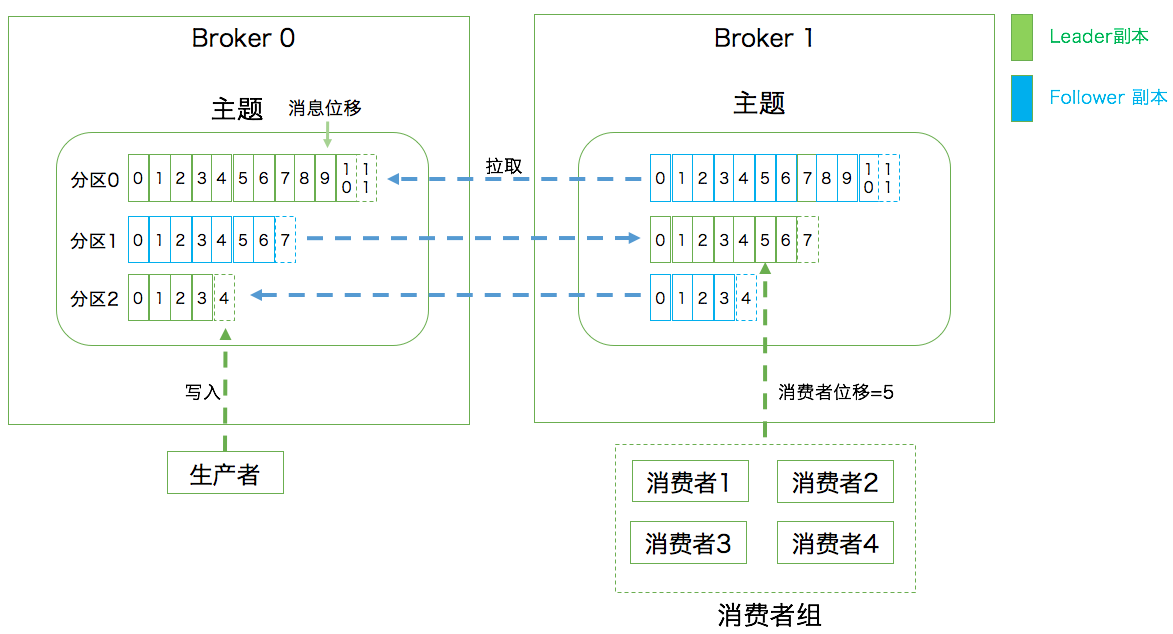 Broker 0
Broker 1
Leader副本
Follower 副本
主题
消息位移
主题
分区0
0 1 2 3 4 5 6 7 8 9 10 11
拉取
0 1 2 3 4 5 6 7 8 9 10 11
分区1
0 1 2 3 4 5 6 7
0 1 2 3 4 5 6 7
分区2
0 1 2 3 4
0 1 2 3 4
写入
消费者位移=5
生产者
消费者1
消费者2
消费者3
消费者4
消费者组